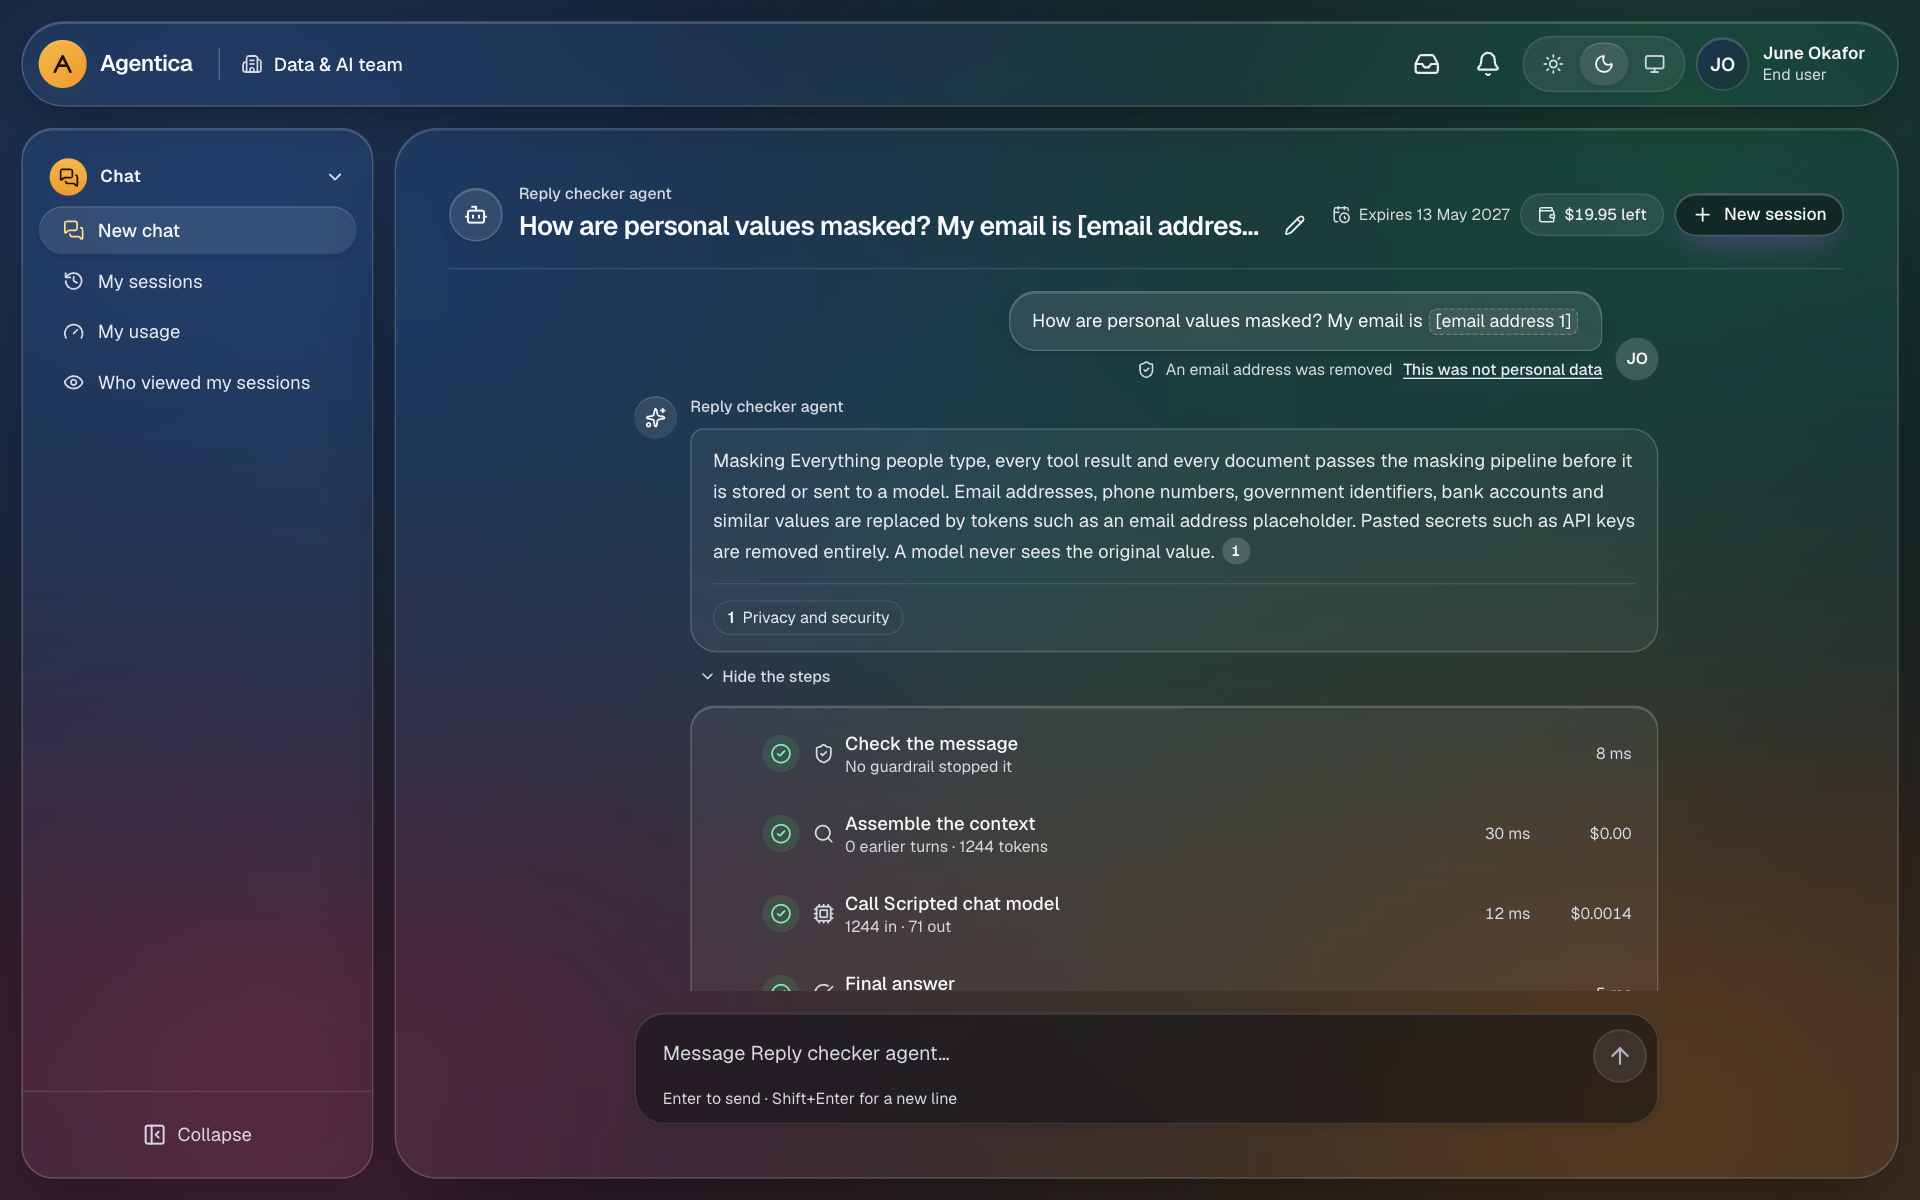 Agentica
Data & AI team
JO
June Okafor
End user
Chat
New chat
My sessions
My usage
Who viewed my sessions
Collapse
Reply checker agent
How are personal values masked? My email is [email addres...
Expires 13 May 2027
$19.95 left
New session
How are personal values masked? My email is [email address 1]
JO
An email address was removed This was not personal data
Reply checker agent
Masking Everything people type, every tool result and every document passes the masking pipeline before it
is stored or sent to a model. Email addresses, phone numbers, government identifiers, bank accounts and
similar values are replaced by tokens such as an email address placeholder. Pasted secrets such as API keys
are removed entirely. A model never sees the original value. 1
1 Privacy and security
Hide the steps
Check the message
8 ms
No guardrail stopped it
Assemble the context
30 ms $0.00
0 earlier turns · 1244 tokens
Call Scripted chat model
12 ms $0.0014
1244 in · 71 out
Final answer
Message Reply checker agent...
Enter to send · Shift+Enter for a new line